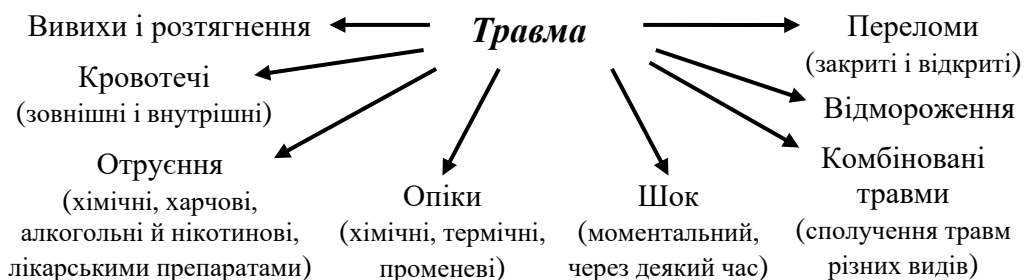 Травма
Вивихи і розтягнення
Кровотечі
(зовнішні і внутрішні)
Отруєння
(хімічні, харчові,
алкогольні й нікотинові,
лікарськими препаратами)
Опіки
(хімічні, термічні,
променеві)
Шок
(моментальний,
через деякий час)
Переломи
(закриті і відкриті)
Відмороження
Комбіновані
травми
(сполучення травм
різних видів)